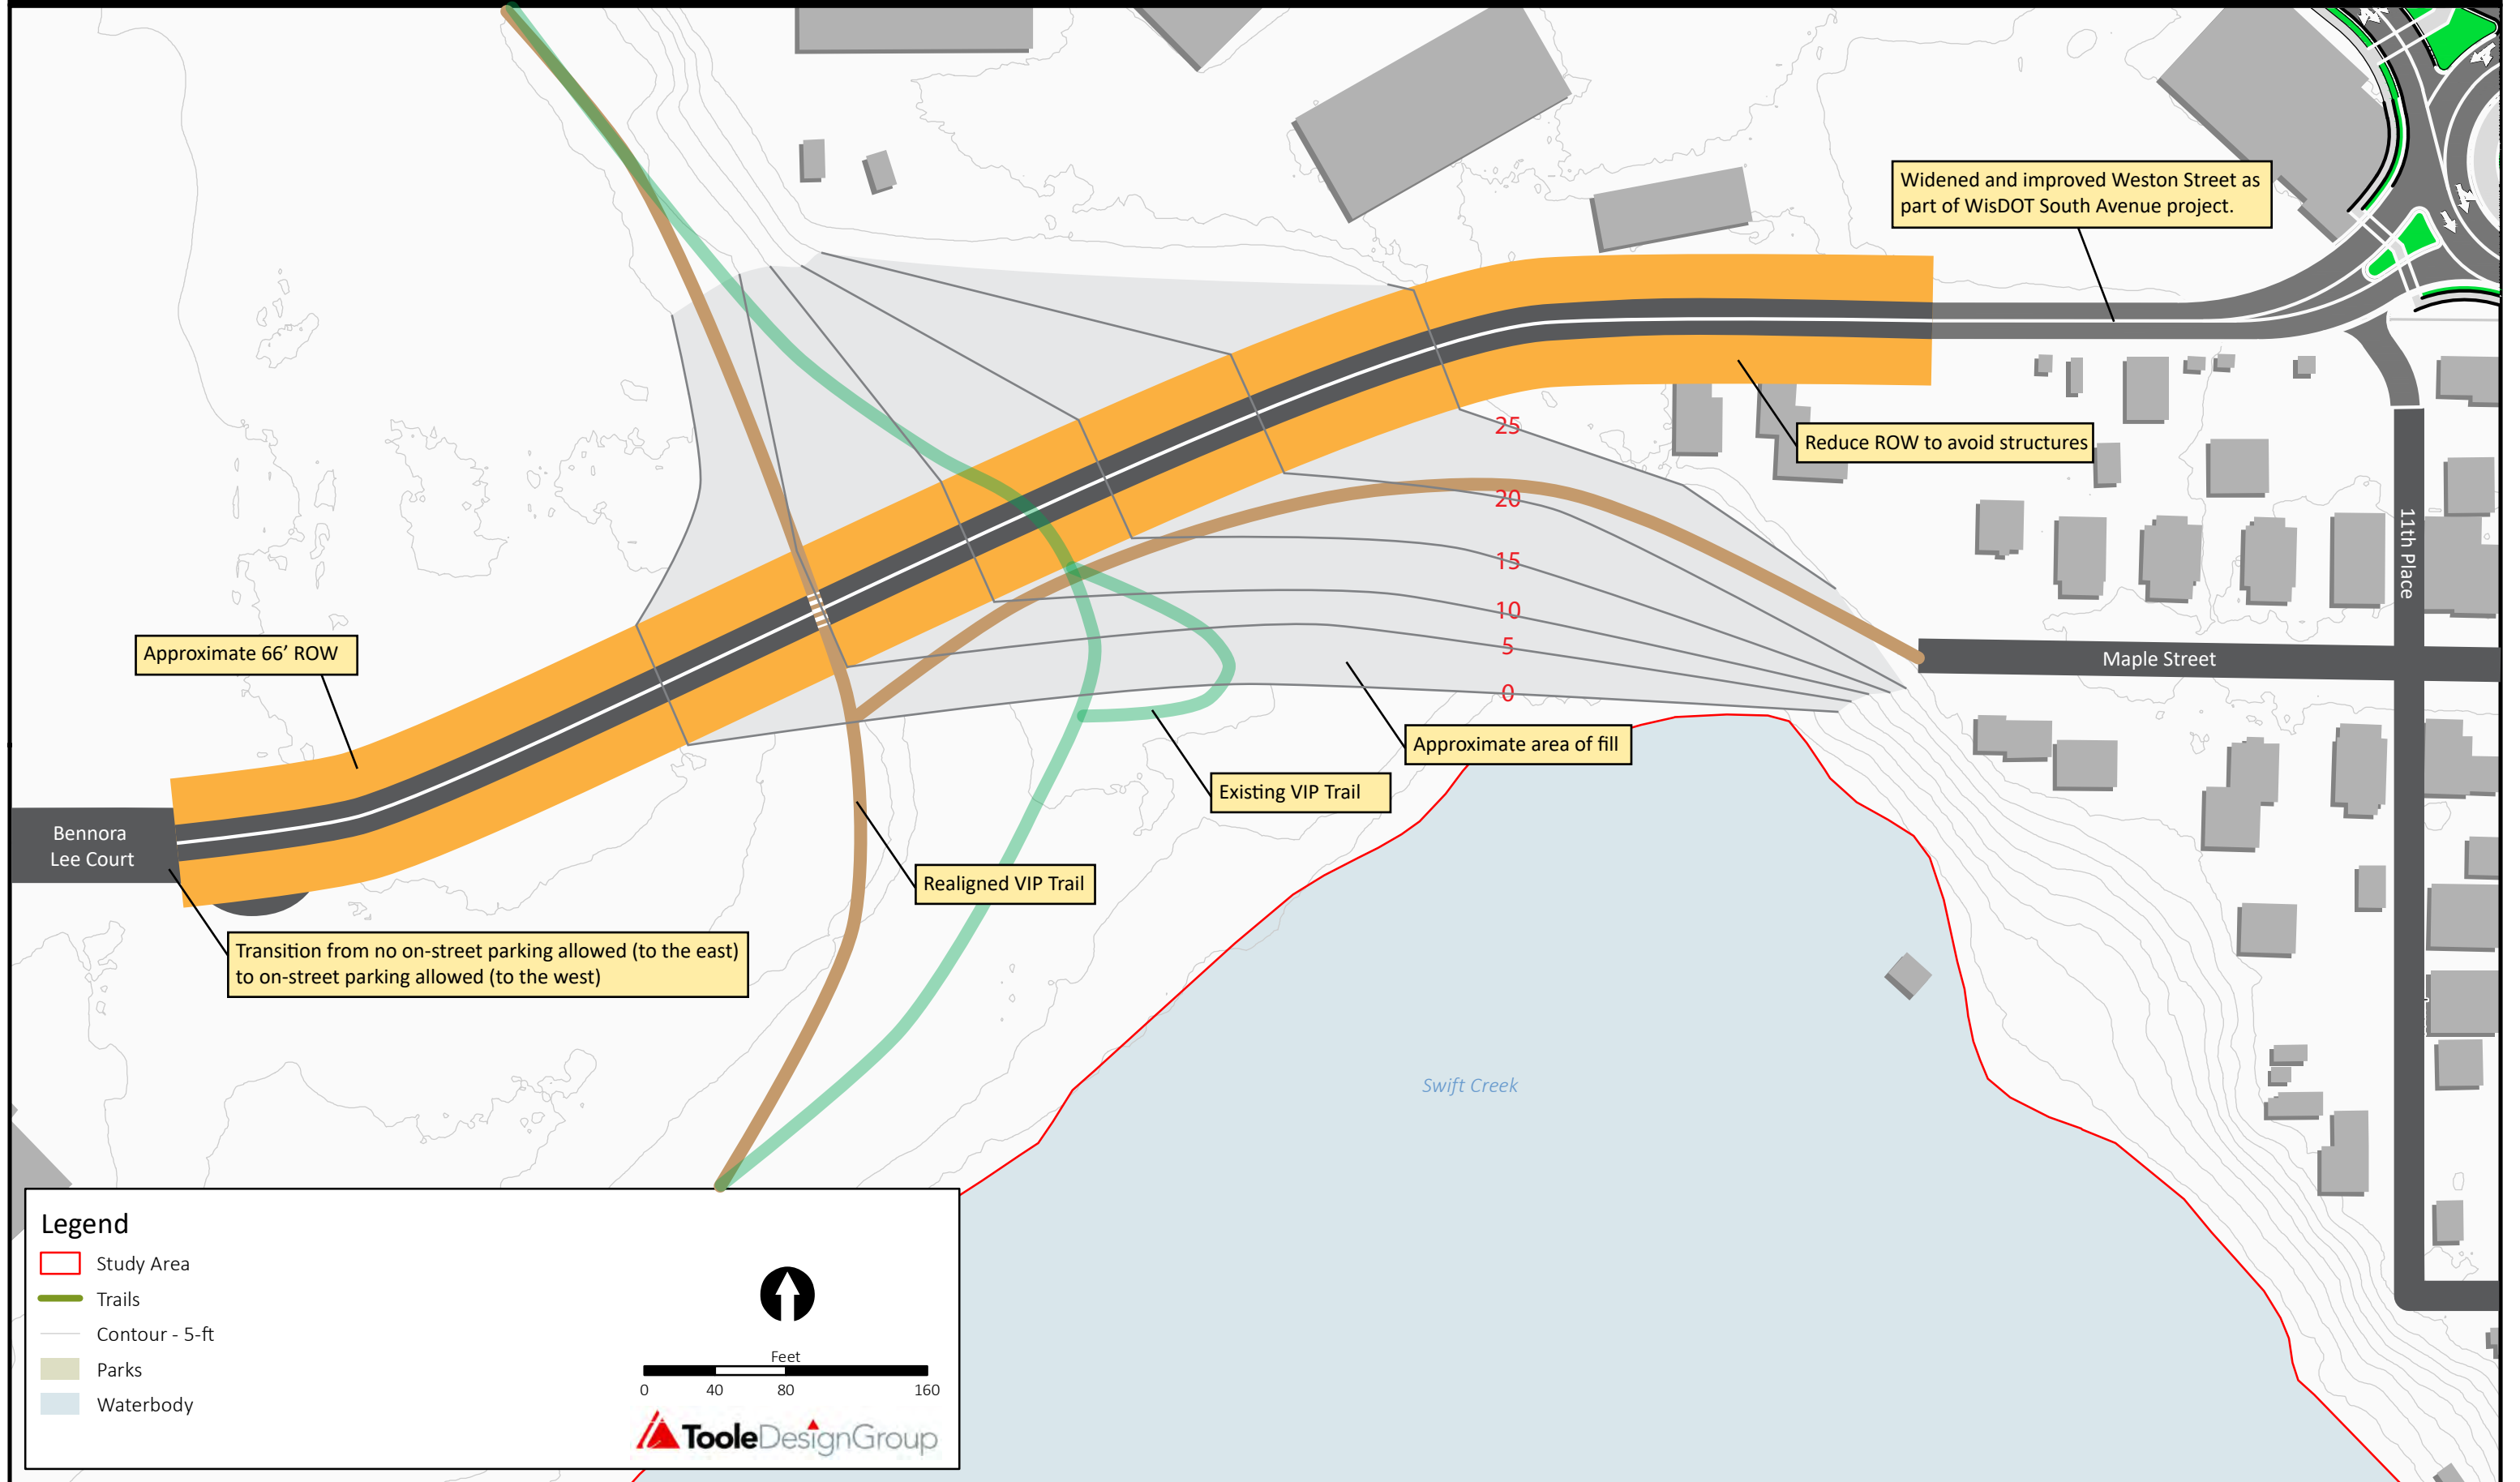 Widened and improved Weston Street as
part of WisDOT South Avenue project.
25
Reduce ROW to avoid structures
20
11th Place
15
10
5
Approximate 66’ ROW
Maple Street
0
Approximate area of fill
Existing VIP Trail
Bennora
Lee Court
Realigned VIP Trail
Transition from no on-street parking allowed (to the east)
to on-street parking allowed (to the west)
Swift Creek
Legend
Study Area
Trails
Contour - 5-ft
Parks
Waterbody
Feet
0 40 80 160
TooleDesignGroup